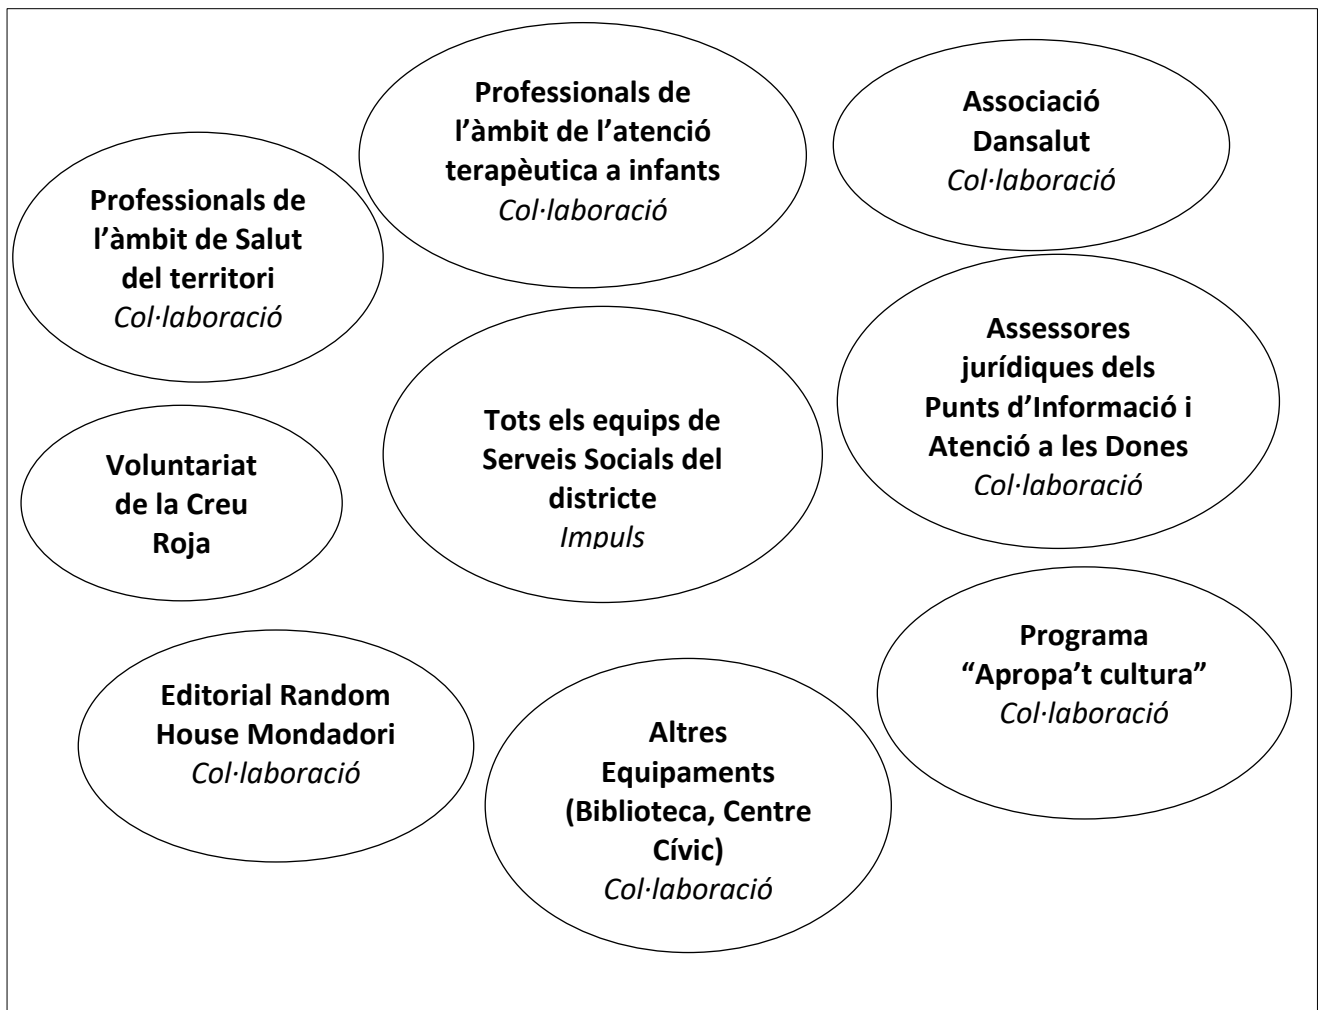 Professionals de
l’àmbit de l’atenció
terapèutica a infants
Col·laboració
Associació
Dansalut
Col·laboració
Professionals de
l’àmbit de Salut
del territori
Col·laboració
Assessores
jurídiques dels
Punts d’Informació i
Atenció a les Dones
Col·laboració
Tots els equips de
Serveis Socials del
districte
Impuls
Voluntariat
de la Creu
Roja
Programa
“Apropa’t cultura”
Col·laboració
Editorial Random
House Mondadori
Col·laboració
Altres
Equipaments
(Biblioteca, Centre
Cívic)
Col·laboració